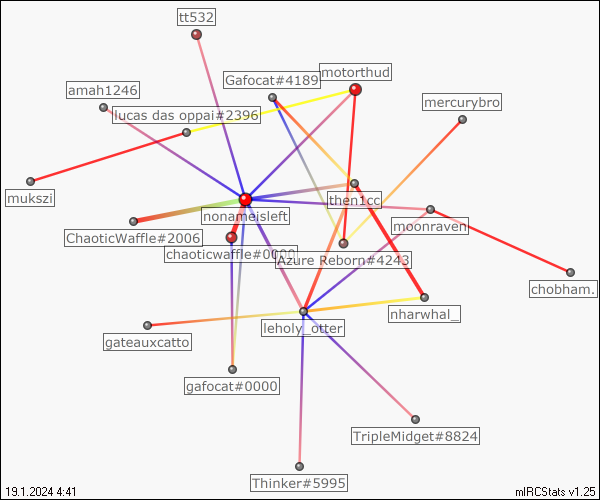 tt532
Gafocat#4189
motorthud
amah1246
mercurybro
lucas das oppai#2396
mukszi
then1cc
nonameisleft
moonraven
ChaoticWaffle#2006
chaoticwaffle#0000
Azure Reborn#4243
chobham.
nharwhal_
leholy_otter
gateauxcatto
gafocat#0000
TripleMidget#8824
Thinker#5995
19.1.2024 4:41
mIRCStats v1.25